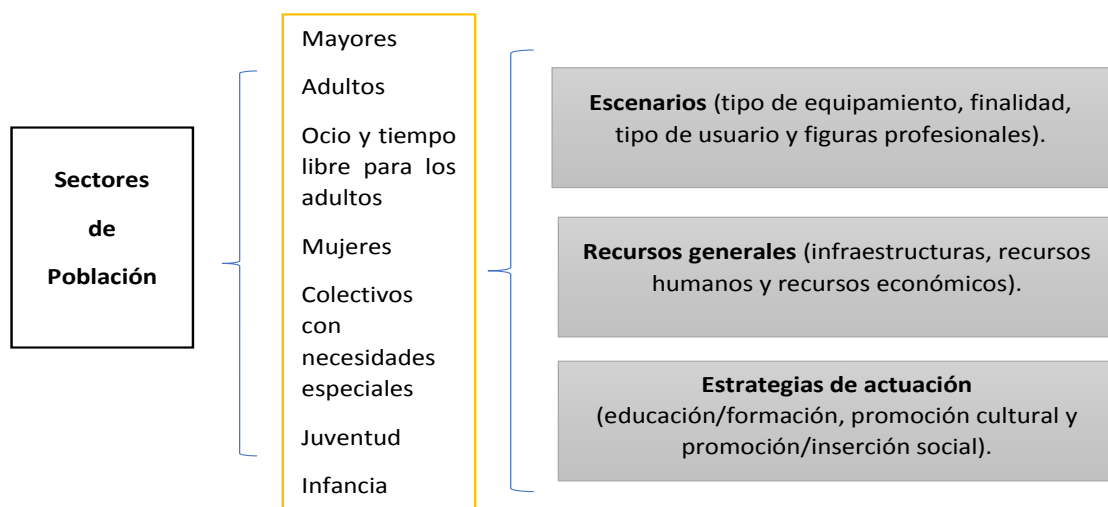 Sectores
de
Población
Mayores
Adultos
Ocio y tiempo
libre para los
adultos
Mujeres
Colectivos
con
necesidades
especiales
Juventud
Infancia
Escenarios (tipo de equipamiento, finalidad,
tipo de usuario y figuras profesionales).
Recursos generales (infraestructuras, recursos
humanos y recursos económicos).
Estrategias de actuación
(educación/formación, promoción cultural y
promoción/inserción social).